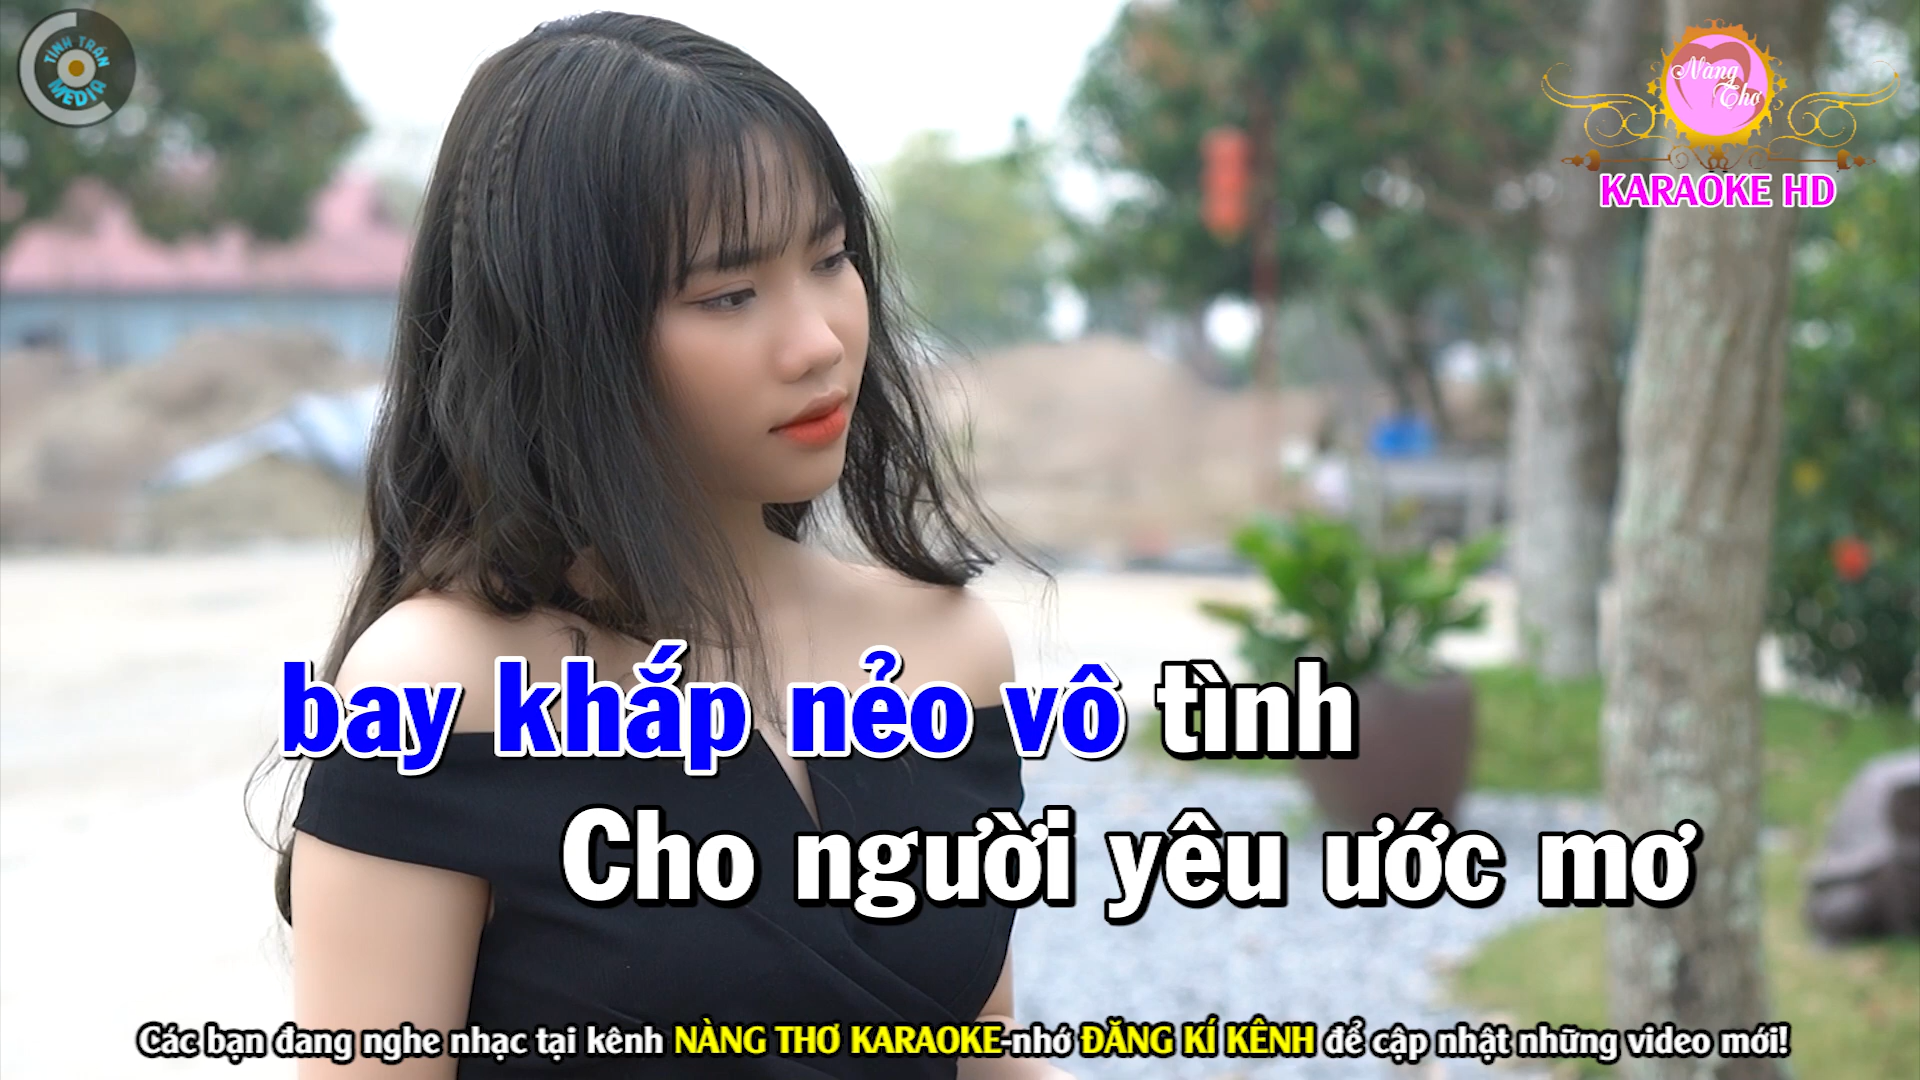 TÌNH TRẦN
MEDIA
Nàng
Thơ
KARAOKE HD
bay khắp nẻo vô tình
Cho người yêu ước mơ
Các bạn đang nghe nhạc tại kênh NÀNG THƠ KARAOKE-nhớ ĐĂNG KÍ KÊNH để cập nhật những video mới!